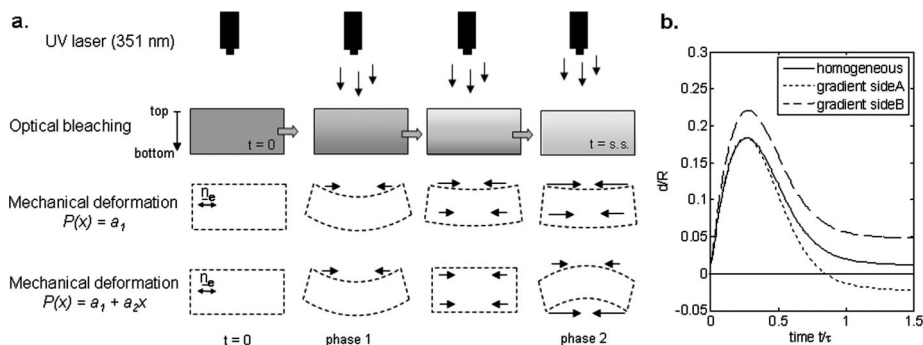 a.
UV laser (351 nm)
Optical bleaching
top
bottom
t = 0
t = s.s.
Mechanical deformation
P(x) = a1
ne
Mechanical deformation
P(x) = a1 + a2x
ne
t = 0
phase 1
phase 2
b.
d/R
0.3
0.25
0.2
0.15
0.1
0.05
0
-0.05
homogeneous
gradient sideA
gradient sideB
0
0.5
1
1.5
time t/τ